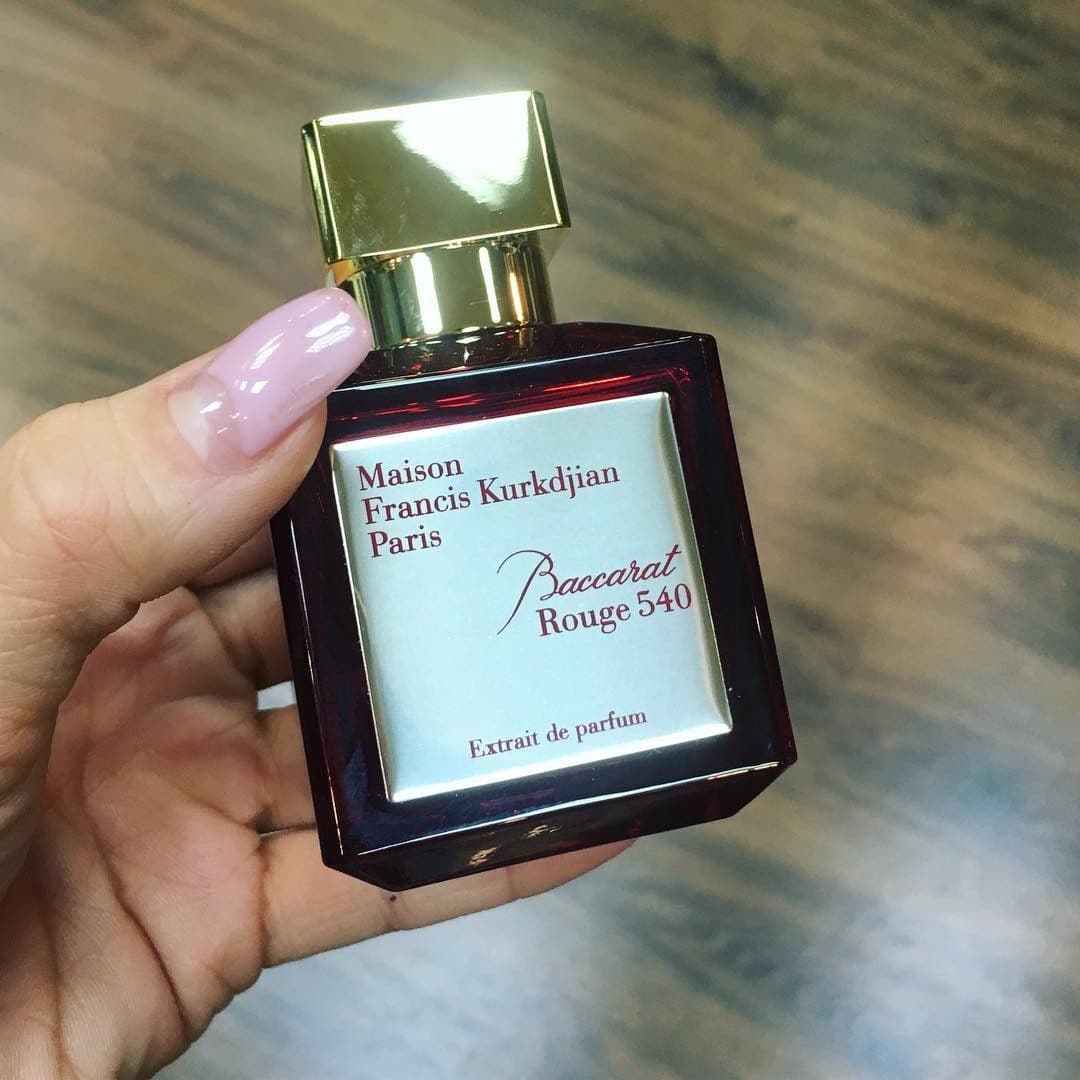 Maison
Francis Kurkdjian
Paris
Baccarat
Rouge 540
Extrait de parfum